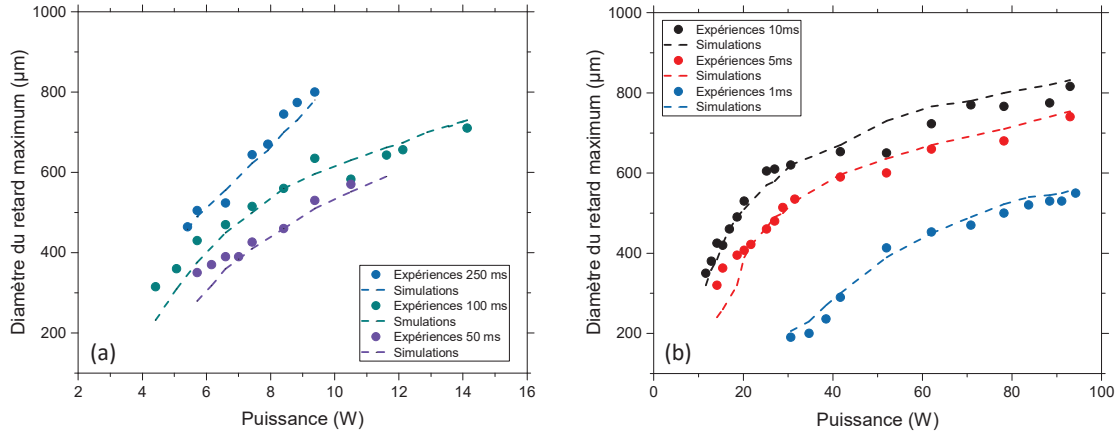 1000
800
600
400
200
Diamètre du retard maximum (µm)
Expériences 250 ms
Simulations
Expériences 100 ms
Smulations
Expériences 50 ms
Simulations
(a)
2 4 6 8 10 12 14 16
Puissance (W)
1000
800
600
400
200
Diamètre du retard maximum (µm)
Expériences 10ms
Simulations
Expériences 5ms
Simulations
Expériences 1ms
Simulations
(b)
0 20 40 60 80 100
Puissance (W)